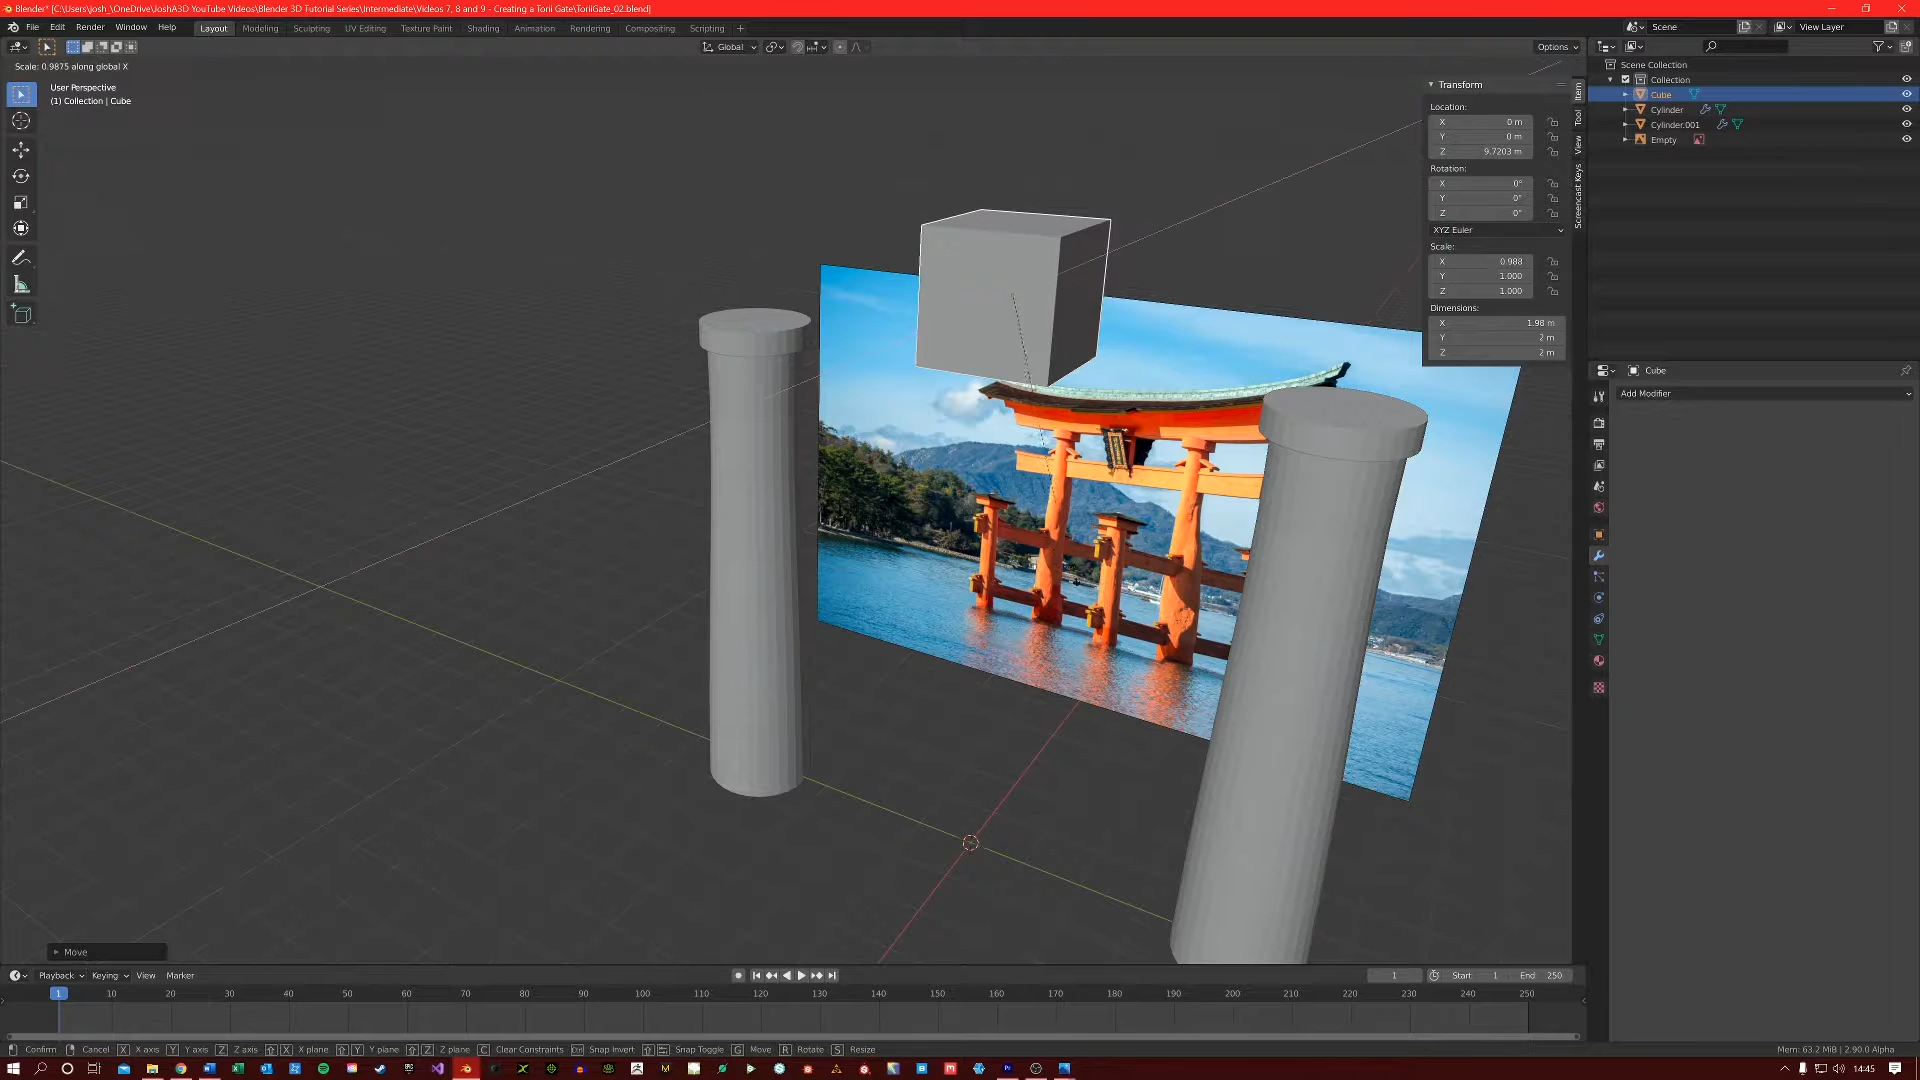 Blender* [C:\Users\josh_\OneDrive\JoshA3D YouTube Videos\Blender 3D Tutorial Series\Intermediate\Videos 7, 8 and 9 - Creating a Torii Gate\ToriiGate_02.blend]
File Edit Render Window Help Layout Modeling Sculpting UV Editing Texture Paint Shading Animation Rendering Compositing Scripting + Scene View Layer
Global Options
Scale: 0.9875 along global X
User Perspective
(1) Collection | Cube
Transform
Location:
X 0 m
Y 0 m
Z 9.7203 m
Rotation:
X 0°
Y 0°
Z 0°
XYZ Euler
Scale:
X 0.988
Y 1.000
Z 1.000
Dimensions:
X 1.98 m
Y 2 m
Z 2 m
Item
Tool
View
Screencast Keys
Scene Collection
Collection
Cube
Cylinder
Cylinder.001
Empty
Cube
Add Modifier
Move
Playback Keying View Marker 1 Start 1 End 250
1 10 20 30 40 50 60 70 80 90 100 110 120 130 140 150 160 170 180 190 200 210 220 230 240 250
Confirm Cancel X X axis Y Y axis Z Z axis X X plane Y Y plane Z Z plane C Clear Constraints Ctrl Snap Invert Snap Toggle G Move R Rotate S Resize Mem: 63.2 MiB | 2.90.0 Alpha
14:45